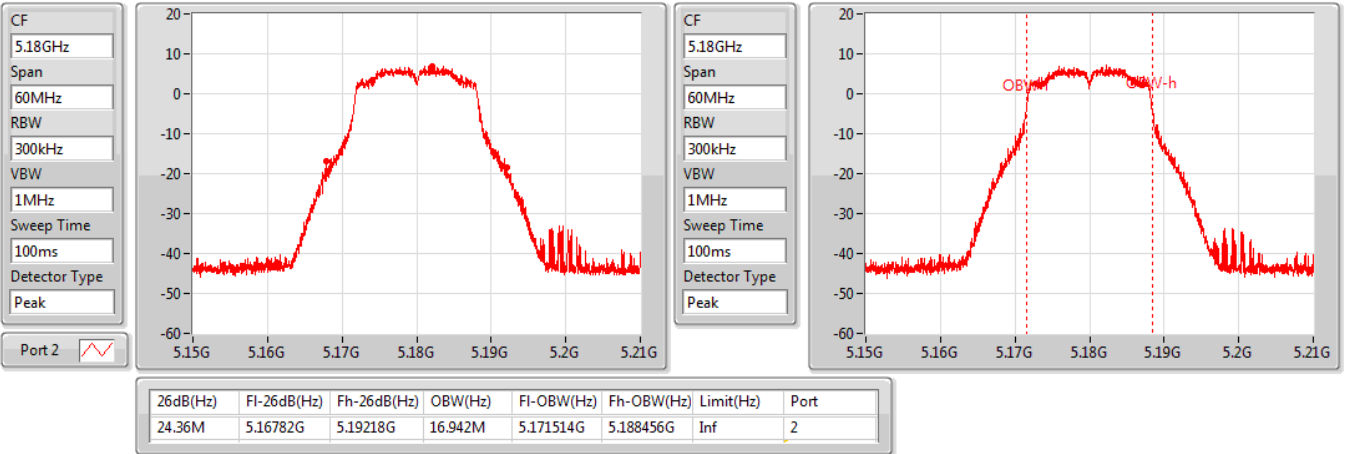 CF
5.18GHz
Span
60MHz
RBW
300kHz
VBW
1MHz
Sweep Time
100ms
Detector Type
Peak
Port 2
20
10
0
-10
-20
-30
-40
-50
-60
5.15G 5.16G 5.17G 5.18G 5.19G 5.2G 5.21G
CF
5.18GHz
Span
60MHz
RBW
300kHz
VBW
1MHz
Sweep Time
100ms
Detector Type
Peak
20
10
0
-10
-20
-30
-40
-50
-60
OBW-h
5.15G 5.16G 5.17G 5.18G 5.19G 5.2G 5.21G
26dB(Hz) Fl-26dB(Hz) Fh-26dB(Hz) OBW(Hz) Fl-OBW(Hz) Fh-OBW(Hz) Limit(Hz) Port
24.36M 5.16782G 5.19218G 16.942M 5.171514G 5.188456G Inf 2